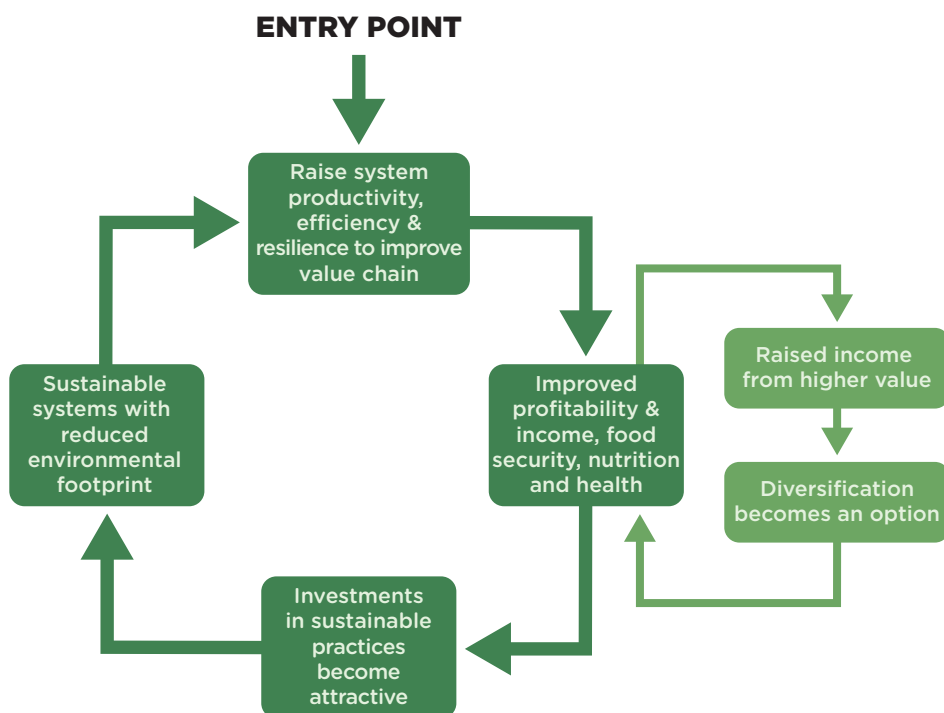 ENTRY POINT
Raise system
productivity,
efficiency &
resilience to improve
value chain
Improved
profitability &
income, food
security, nutrition
and health
Raised income
from higher value
Diversification
becomes an option
Investments
in sustainable
practices
become
attractive
Sustainable
systems with
reduced
environmental
footprint